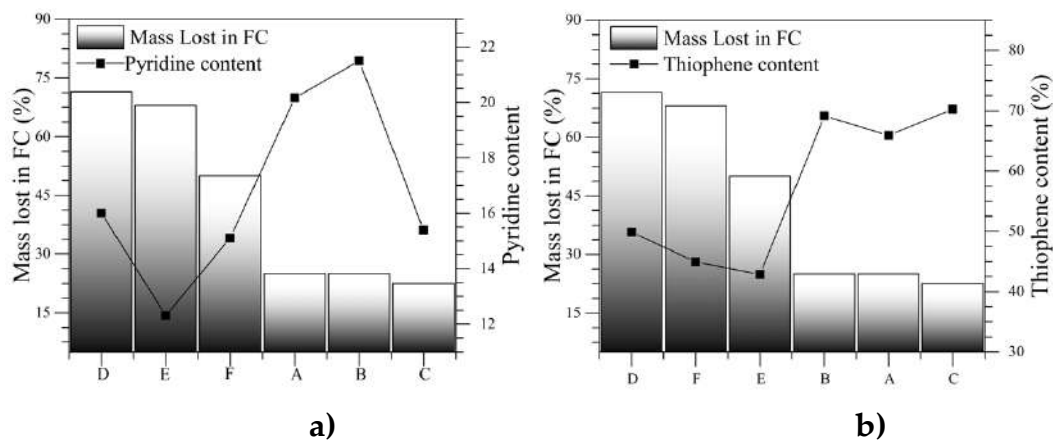 90
75
60
45
30
15
Mass lost in FC (%)
Mass Lost in FC
Pyridine content
22
20
18
16
14
12
Pyridine content
D E F A B C
a)
90
75
60
45
30
15
Mass lost in FC (%)
Mass Lost in FC
Thiophene content
80
70
60
50
40
30
Thiophene content (%)
D F E B A C
b)